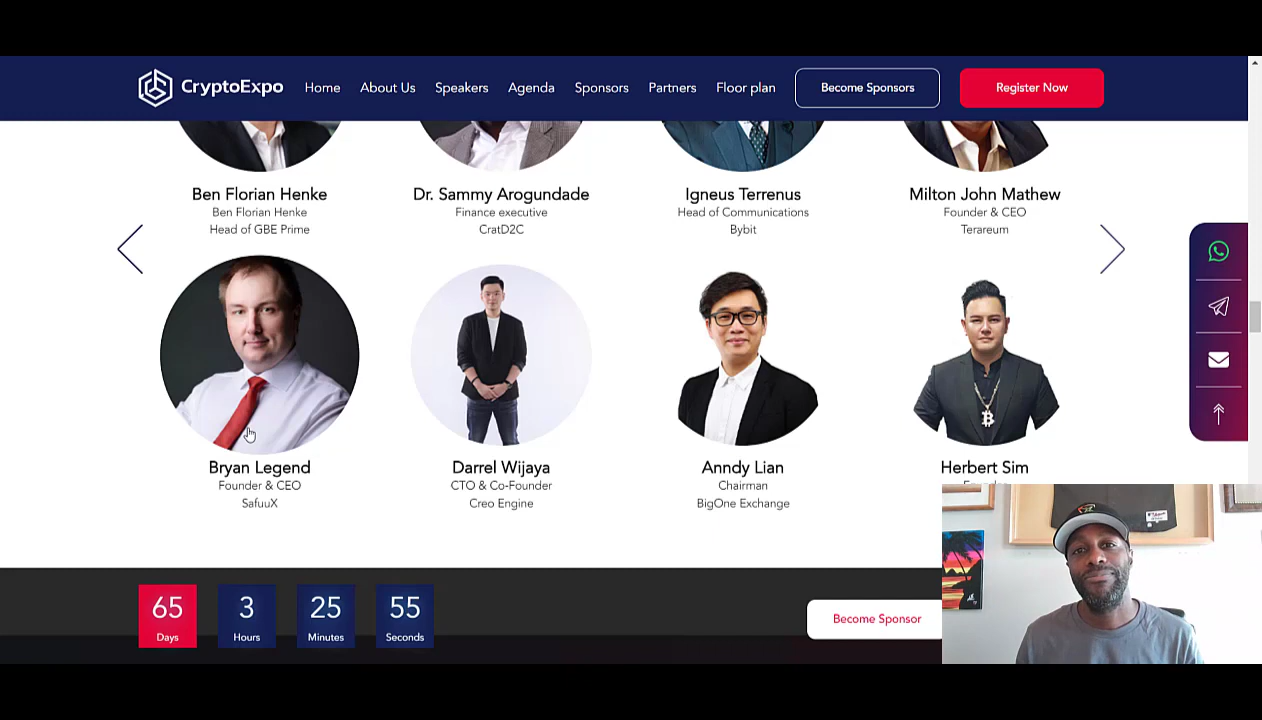 CryptoExpo
Home
About Us
Speakers
Agenda
Sponsors
Partners
Floor plan
Become Sponsors
Register Now
Ben Florian Henke
Ben Florian Henke
Head of GBE Prime
Dr. Sammy Arogundade
Finance executive
CratD2C
Igneus Terrenus
Head of Communications
Bybit
Milton John Mathew
Founder & CEO
Terareum
Bryan Legend
Founder & CEO
SafuuX
Darrel Wijaya
CTO & Co-Founder
Creo Engine
Anndy Lian
Chairman
BigOne Exchange
Herbert Sim
65
Days
3
Hours
25
Minutes
55
Seconds
Become Sponsor